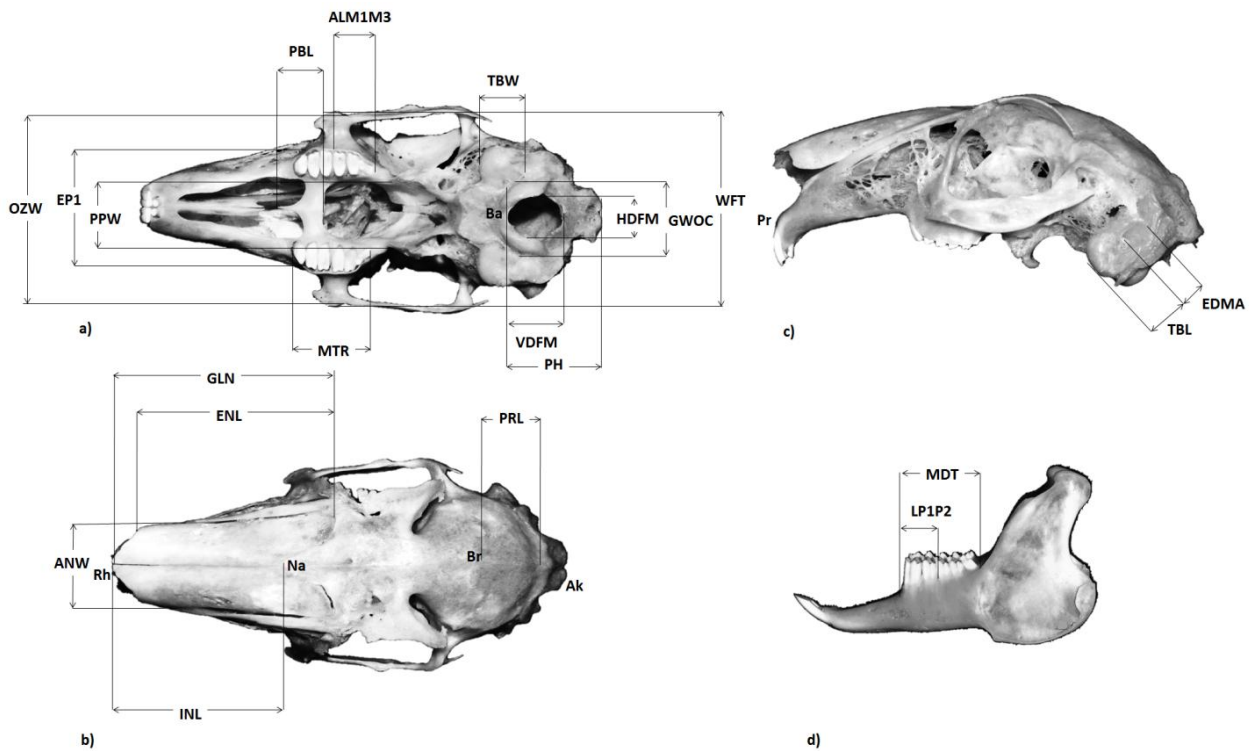 ALM1M3
PBL
TBW
OZW
EP1
PPW
Ba
HDFM
GWOC
WFT
a)
MTR
VDFM
PH
Pr
EDMA
TBL
c)
GLN
ENL
PRL
ANW
Rh
Na
Br
Ak
INL
b)
MDT
LP1P2
d)